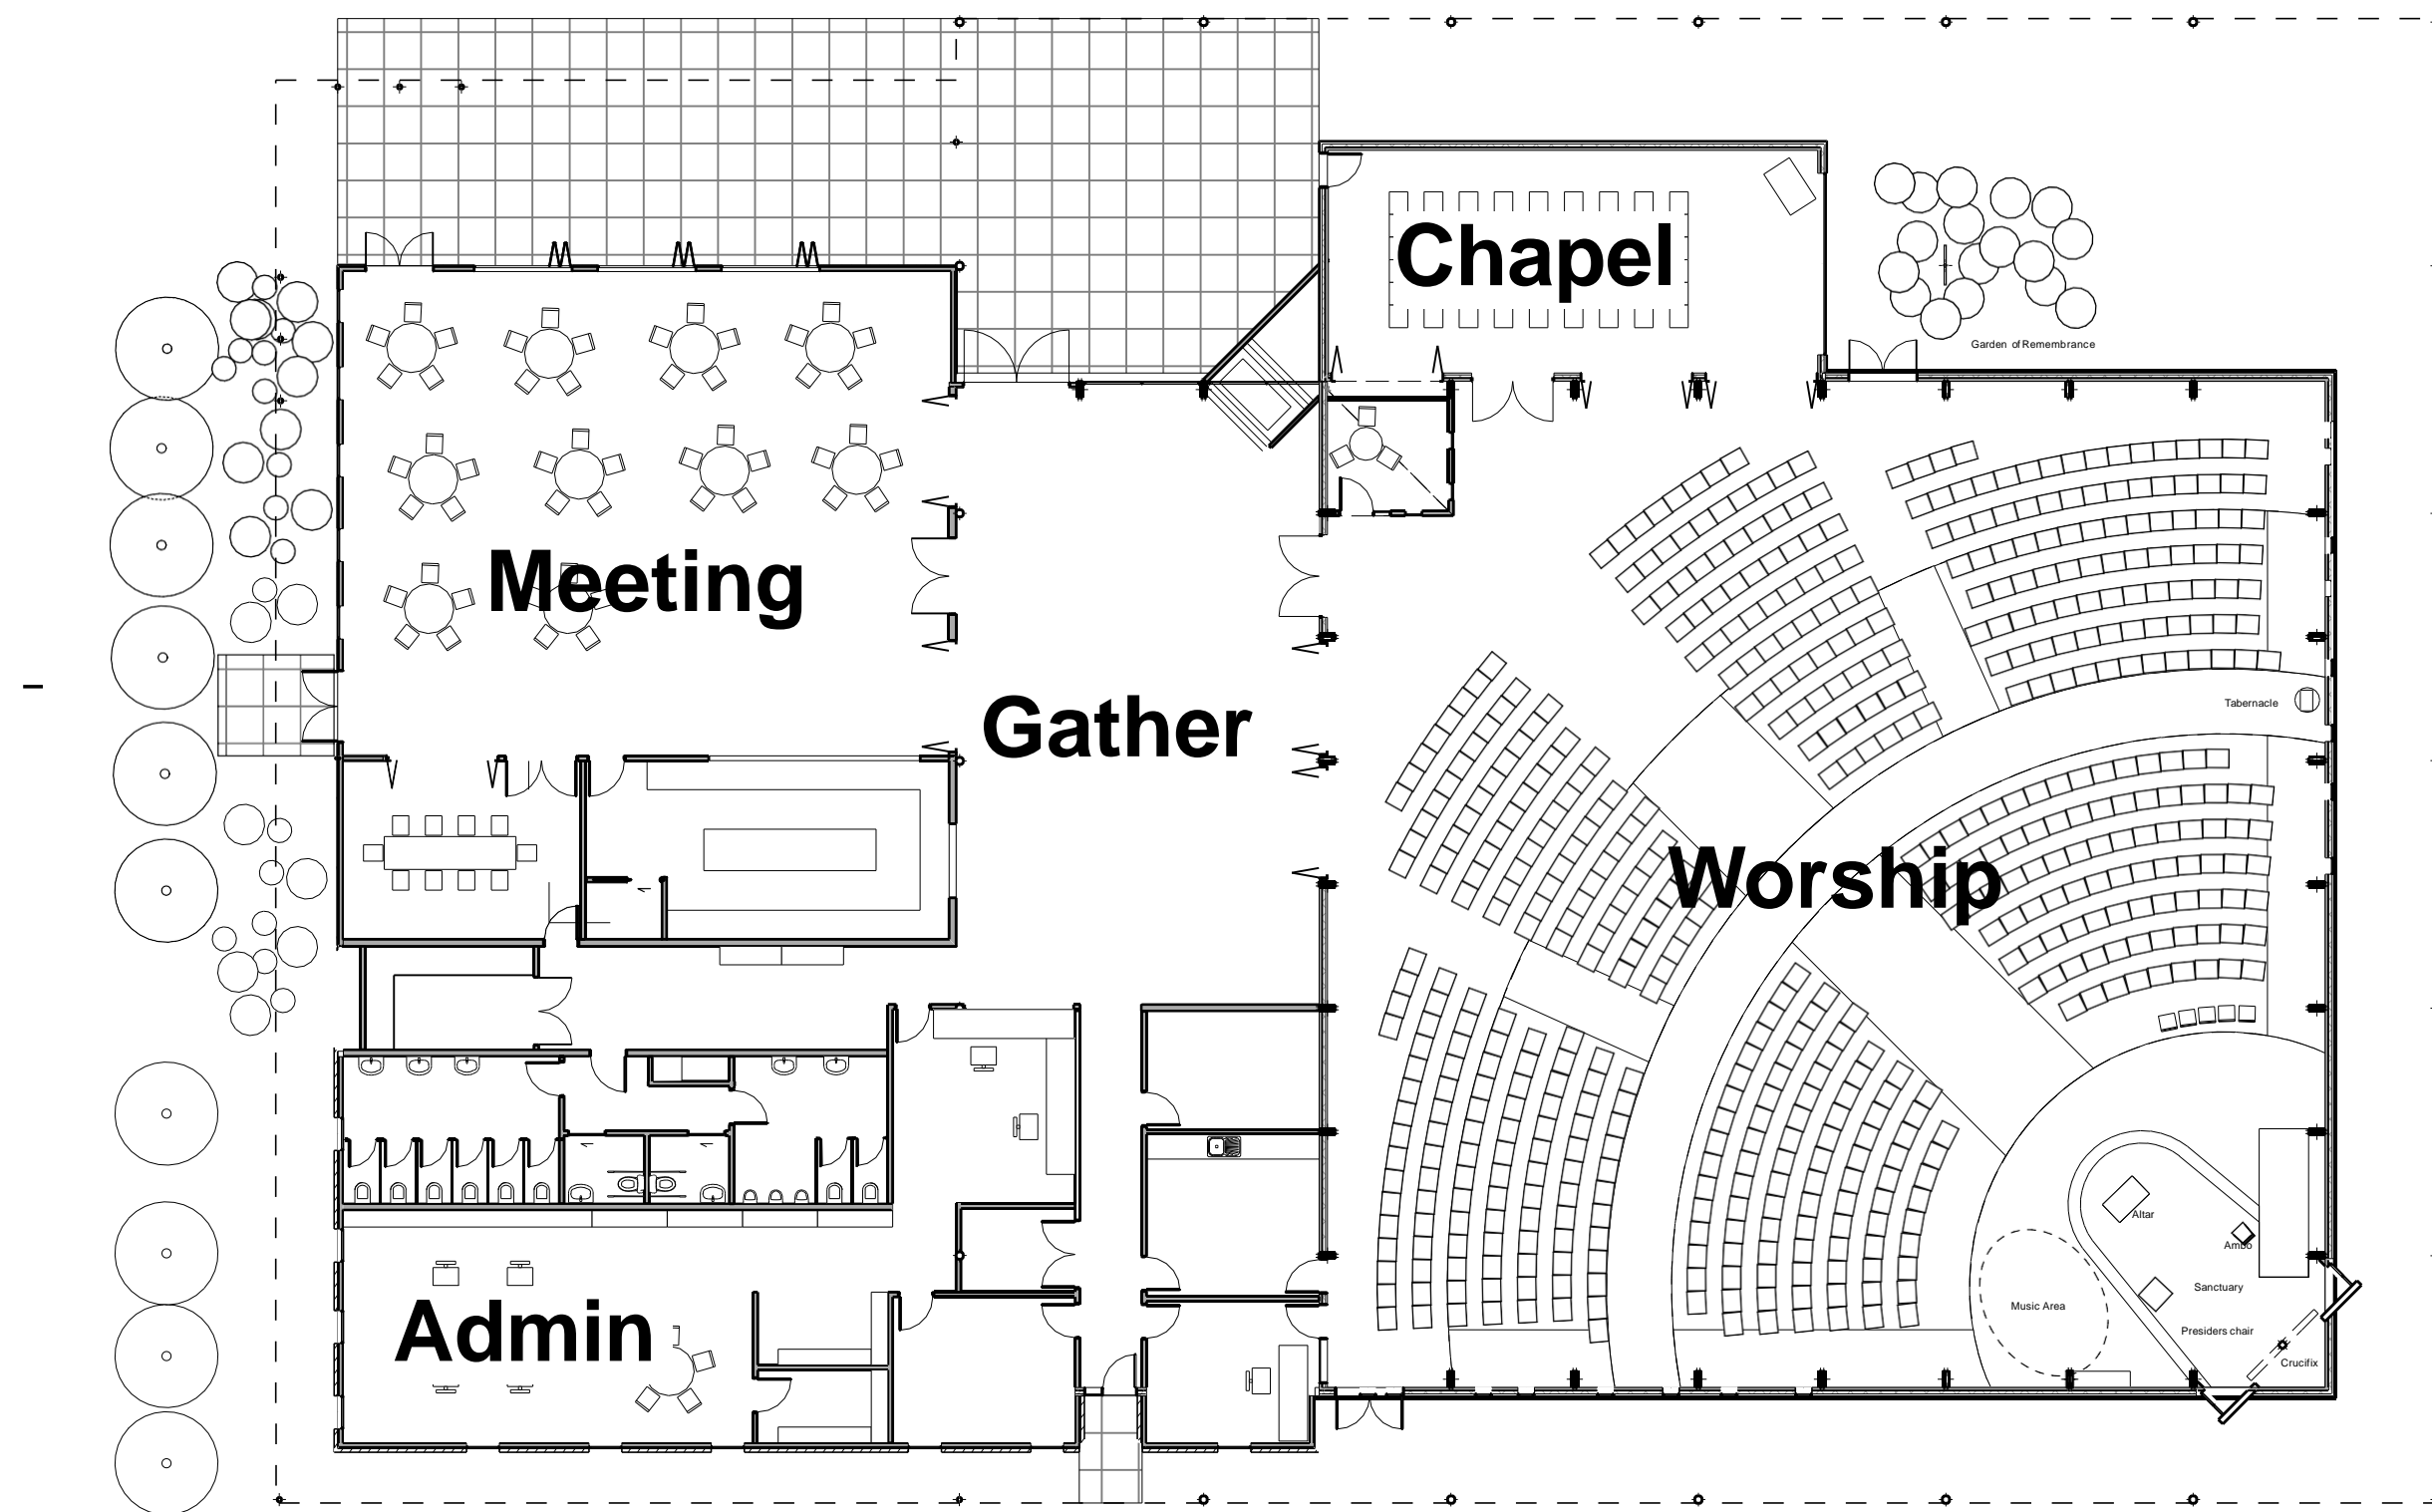 Chapel
Garden of Remembrance
Meeting
Gather
Tabernacle
Worship
Altar
Ambo
Sanctuary
Music Area
Presiders chair
Admin
Crucifix